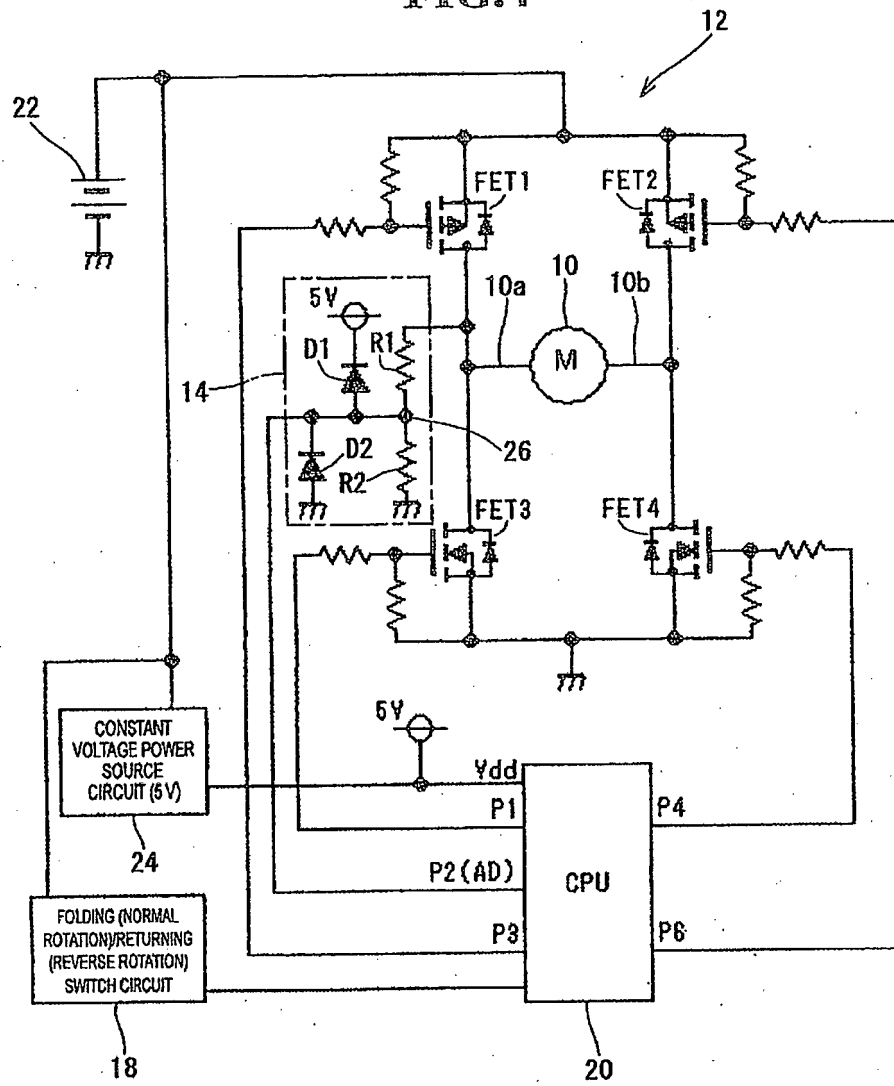 12
22
FET1
FET2
10a
10
10b
5V
D1
R1
M
14
D2
R2
26
FET3
FET4
CONSTANT
VOLTAGE POWER
SOURCE
CIRCUIT (5 V)
24
5V
Vdd
P1
P4
P2(AD)
CPU
FOLDING (NORMAL
ROTATION)/RETURNING
(REVERSE ROTATION)
SWITCH CIRCUIT
P3
P6
18
20